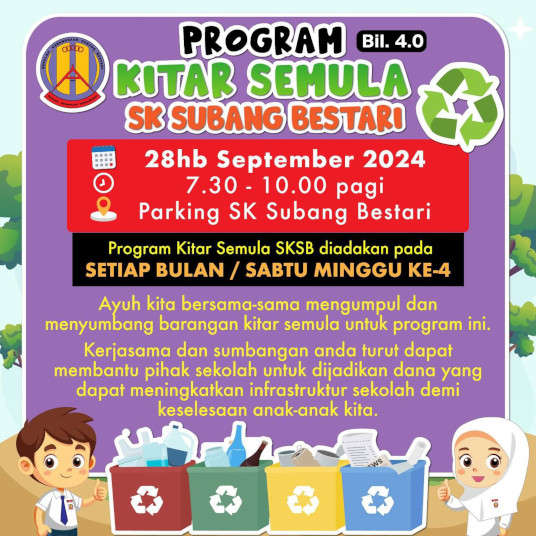 PROGRAM Bil. 4.0
KITAR SEMULA
SK SUBANG BESTARI
28hb September 2024
7.30 - 10.00 pagi
Parking SK Subang Bestari
Program Kitar Semula SKSB diadakan pada
SETIAP BULAN / SABTU MINGGU KE-4
Ayuh kita bersama-sama mengumpul dan
menyumbang barangan kitar semula untuk program ini.
Kerjasama dan sumbangan anda turut dapat
membantu pihak sekolah untuk dijadikan dana yang
dapat meningkatkan infrastruktur sekolah demi
keselesaan anak-anak kita.
NEWS